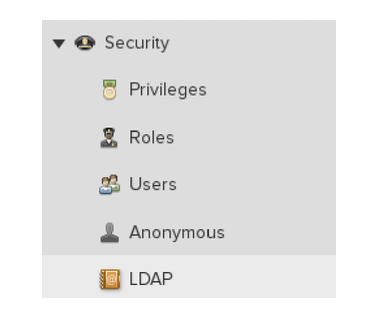 Security
Privileges
Roles
Users
Anonymous
LDAP